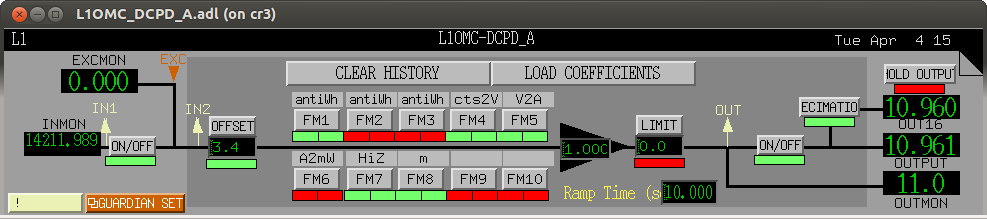 L1OMC_DCPD_A.adl (on cr3)
L1 L1OMC-DCPD_A Tue Apr 4 15
EXCMON EXC
0.000
CLEAR HISTORY LOAD COEFFICIENTS
HOLD OUTPUT
IN1 IN2
antiWh antiWh antiWh cts2V V2A
FM1 FM2 FM3 FM4 FM5
OUT
ECIMATIO
10.960
OUT16
INMON
14211.989
ON/OFF
OFFSET
3.4
1.000
LIMIT
0.0
ON/OFF
10.961
OUTPUT
A2mW HiZ m
FM6 FM7 FM8 FM9 FM10
Ramp Time (s
10.000
11.0
OUTMON
!
GUARDIAN SET